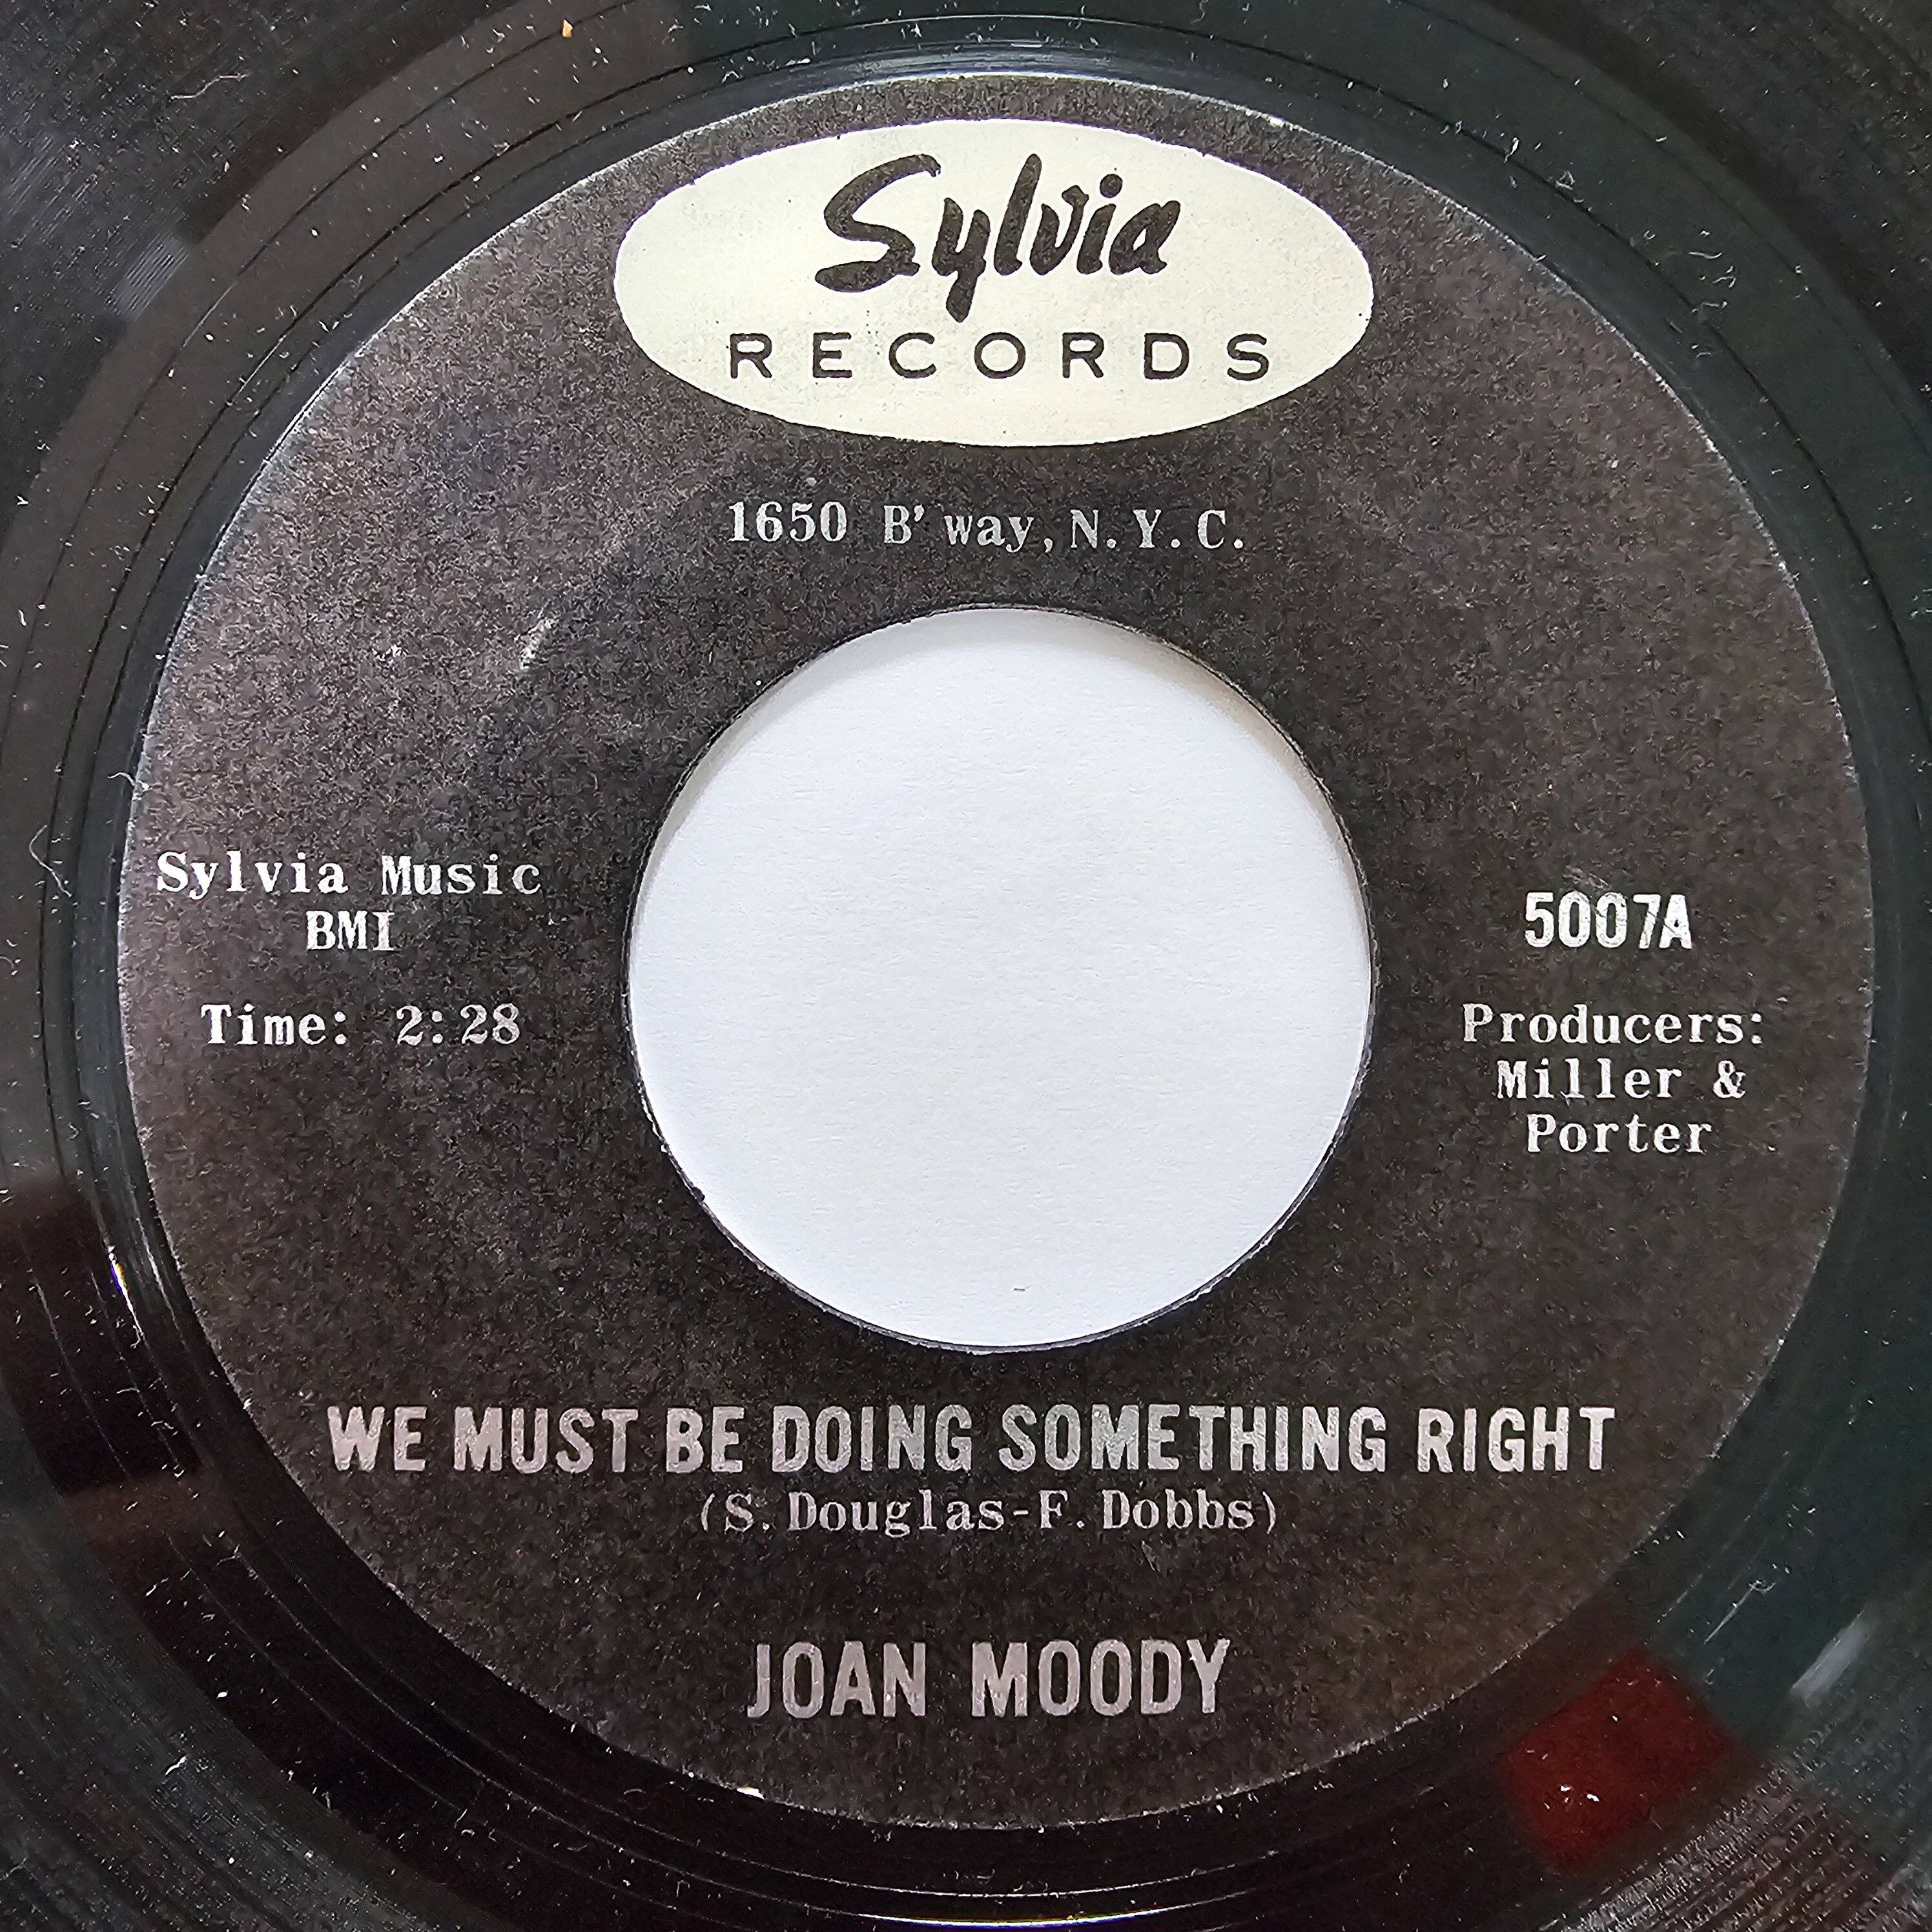 Sylvia
RECORDS
1650 B'way, N.Y.C.
Sylvia Music
BMI
Time: 2:28
5007A
Producers:
Miller &
Porter
WE MUST BE DOING SOMETHING RIGHT
(S. Douglas-F. Dobbs)
JOAN MOODY